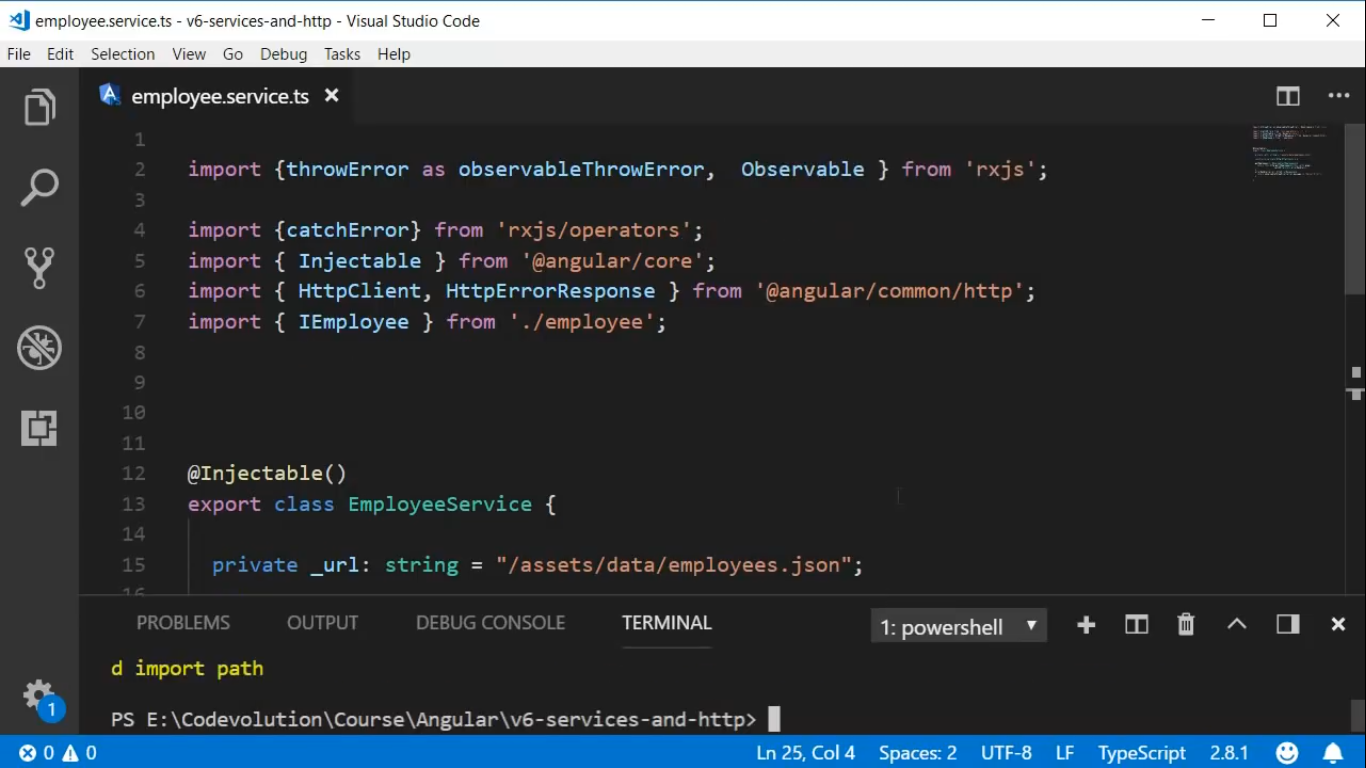 employee.service.ts - v6-services-and-http - Visual Studio Code
File Edit Selection View Go Debug Tasks Help
employee.service.ts
1
2 import {throwError as observableThrowError,  Observable } from 'rxjs';
3
4 import {catchError} from 'rxjs/operators';
5 import { Injectable } from '@angular/core';
6 import { HttpClient, HttpErrorResponse } from '@angular/common/http';
7 import { IEmployee } from './employee';
8
9
10
11
12 @Injectable()
13 export class EmployeeService {
14
15 private _url: string = "/assets/data/employees.json";
16
PROBLEMS OUTPUT DEBUG CONSOLE TERMINAL 1: powershell
d import path
PS E:\Codevolution\Course\Angular\v6-services-and-http>
1
0 0 Ln 25, Col 4 Spaces: 2 UTF-8 LF TypeScript 2.8.1